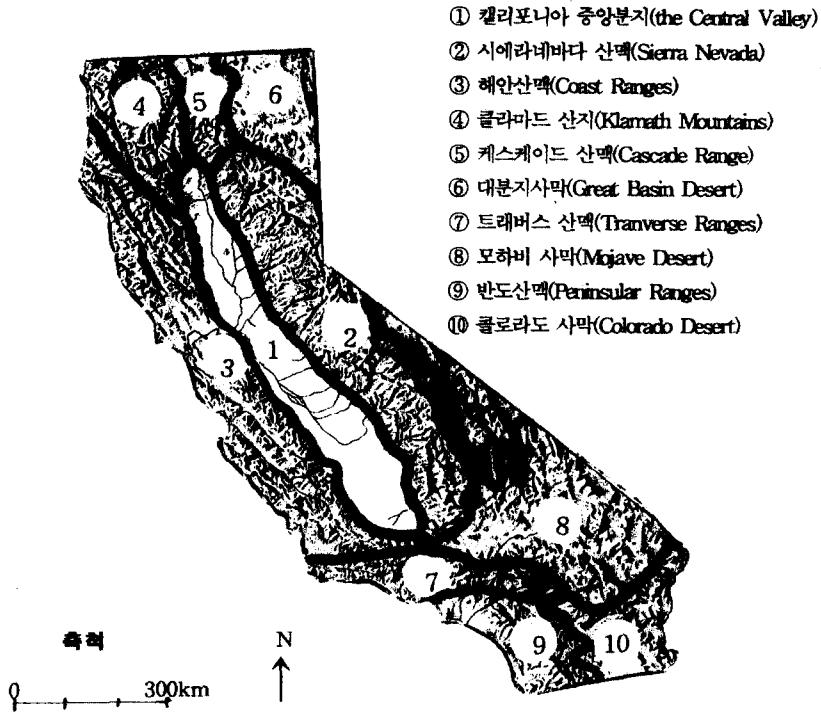 ① 캘리포니아 중앙분지(the Central Valley)
② 시에라네바다 산맥(Sierra Nevada)
③ 해안산맥(Coast Ranges)
④ 클라마드 산지(Klamath Mountains)
⑤ 케스케이드 산맥(Cascade Range)
⑥ 대분지사막(Great Basin Desert)
⑦ 트래버스 산맥(Tranverse Ranges)
⑧ 모하비 사막(Mojave Desert)
⑨ 반도산맥(Peninsular Ranges)
⑩ 콜로라도 사막(Colorado Desert)
4 5 6
2
1
3
8
7
9 10
축척 N
0 300km